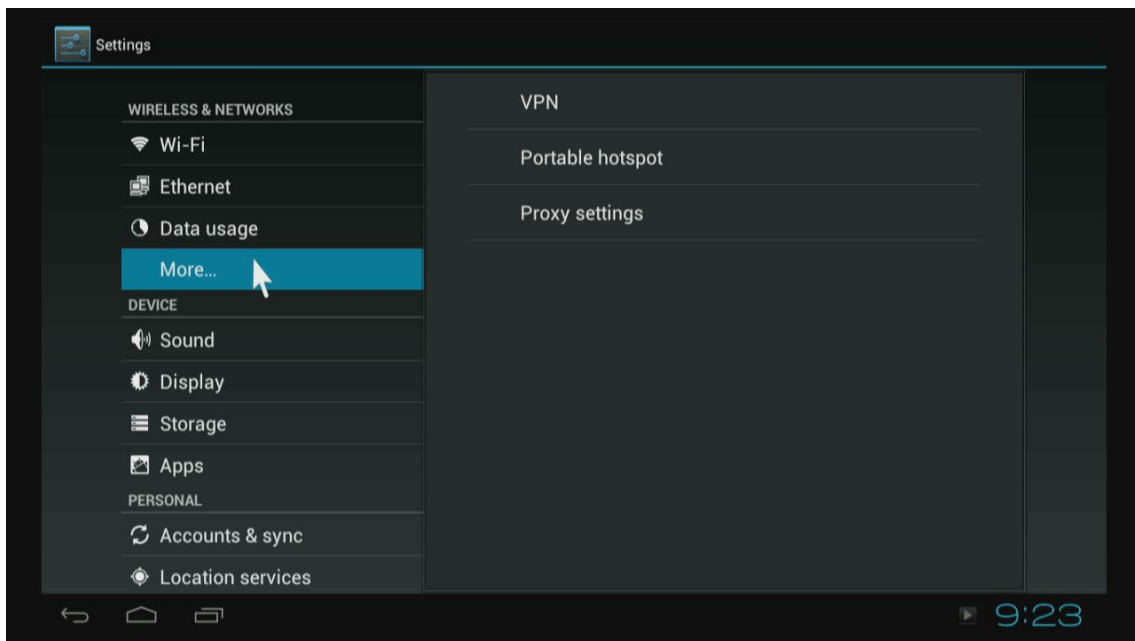 Settings
WIRELESS & NETWORKS
Wi-Fi
Ethernet
Data usage
More...
DEVICE
Sound
Display
Storage
Apps
PERSONAL
Accounts & sync
Location services
VPN
Portable hotspot
Proxy settings
9:23